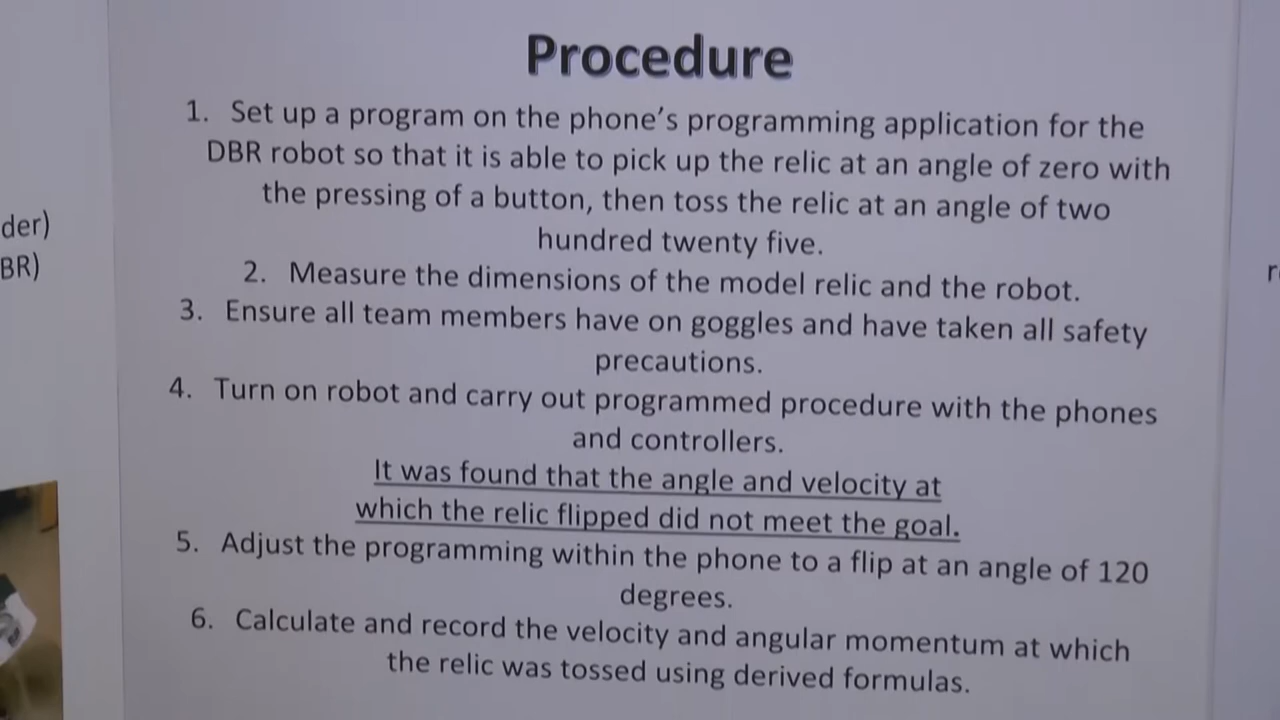 Procedure
1. Set up a program on the phone's programming application for the
DBR robot so that it is able to pick up the relic at an angle of zero with
the pressing of a button, then toss the relic at an angle of two
hundred twenty five.
2. Measure the dimensions of the model relic and the robot.
3. Ensure all team members have on goggles and have taken all safety
precautions.
4. Turn on robot and carry out programmed procedure with the phones
and controllers.
It was found that the angle and velocity at
which the relic flipped did not meet the goal.
5. Adjust the programming within the phone to a flip at an angle of 120
degrees.
6. Calculate and record the velocity and angular momentum at which
the relic was tossed using derived formulas.
der)
BR)